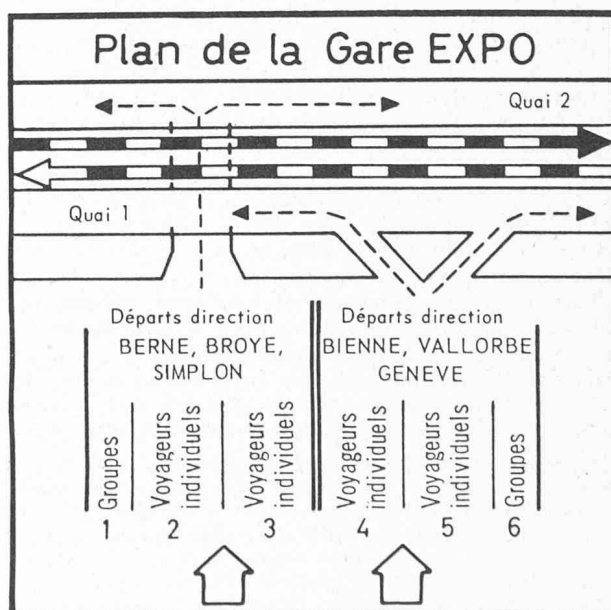 Plan de la Gare EXPO
Quai 2
Quai 1
Départs direction
BERNE, BROYE,
SIMPLON
Départs direction
BIENNE, VALLORBE
GENEVE
Groupes
Voyageurs
individuels
Voyageurs
individuels
Voyageurs
individuels
Voyageurs
individuels
Groupes
1 2 3 4 5 6